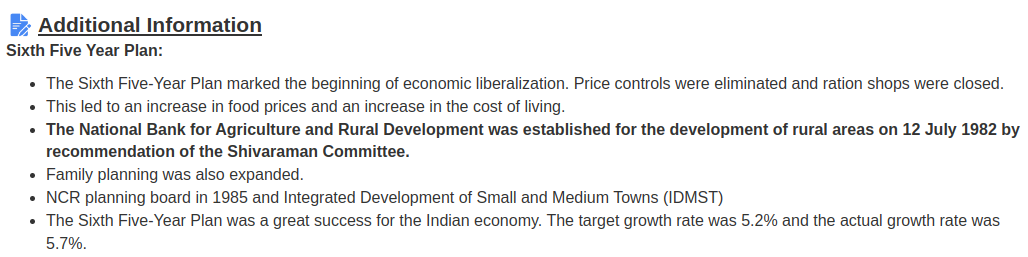 Additional Information
Sixth Five Year Plan:
The Sixth Five-Year Plan marked the beginning of economic liberalization. Price controls were eliminated and ration shops were closed.
This led to an increase in food prices and an increase in the cost of living.
The National Bank for Agriculture and Rural Development was established for the development of rural areas on 12 July 1982 by
recommendation of the Shivaraman Committee.
Family planning was also expanded.
NCR planning board in 1985 and Integrated Development of Small and Medium Towns (IDMST)
The Sixth Five-Year Plan was a great success for the Indian economy. The target growth rate was 5.2% and the actual growth rate was
5.7%.